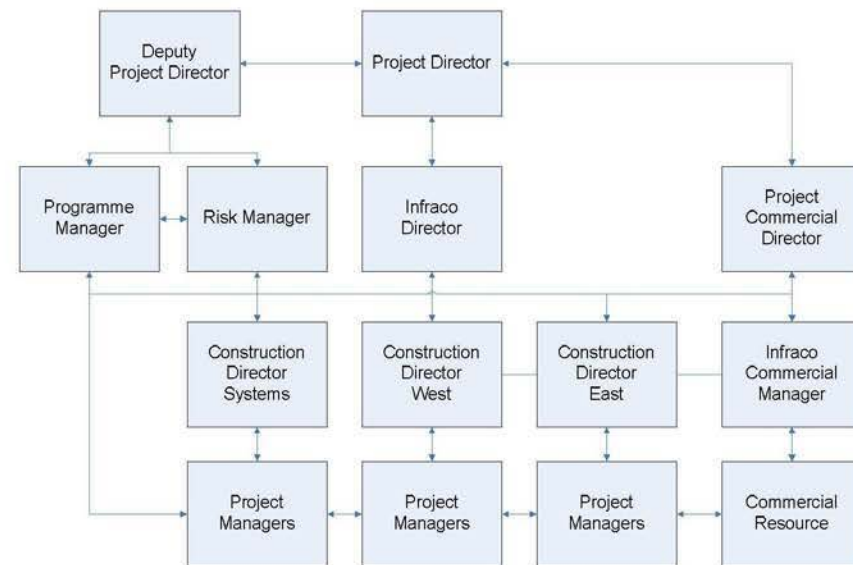 Deputy
Project Director
Project Director
Programme
Manager
Risk Manager
Infraco
Director
Project
Commercial
Director
Construction
Director
Systems
Construction
Director
West
Construction
Director
East
Infraco
Commercial
Manager
Project
Managers
Project
Managers
Project
Managers
Commercial
Resource